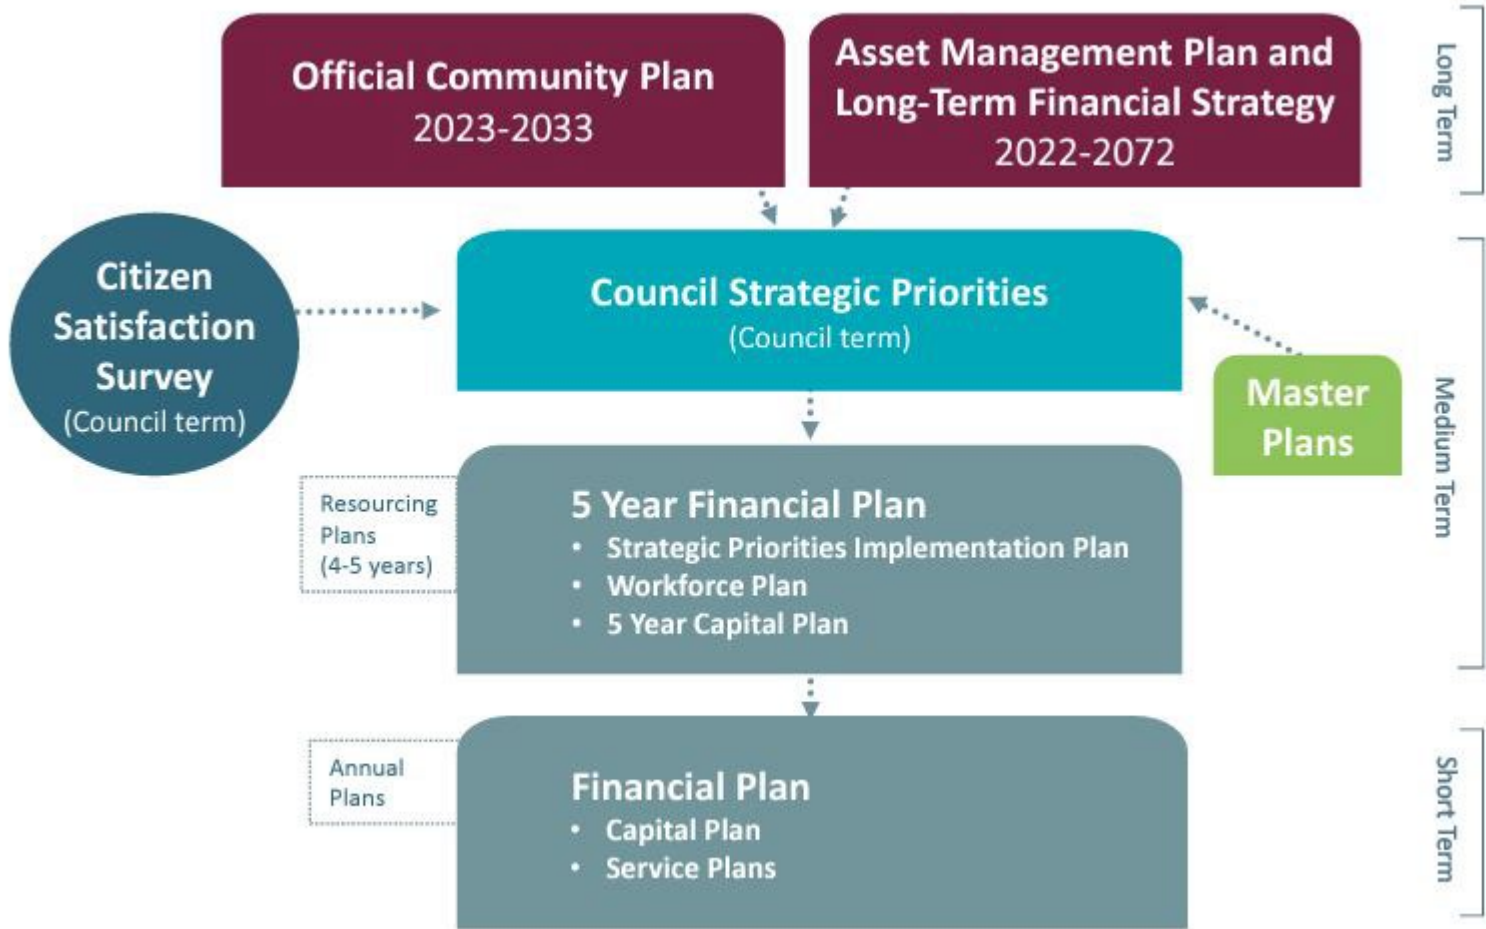 Official Community Plan
2023-2033
Asset Management Plan and
Long-Term Financial Strategy
2022-2072
Long Term
Citizen
Satisfaction
Survey
(Council term)
Council Strategic Priorities
(Council term)
Master
Plans
Medium Term
Resourcing
Plans
(4-5 years)
5 Year Financial Plan
• Strategic Priorities Implementation Plan
• Workforce Plan
• 5 Year Capital Plan
Annual
Plans
Financial Plan
• Capital Plan
• Service Plans
Short Term